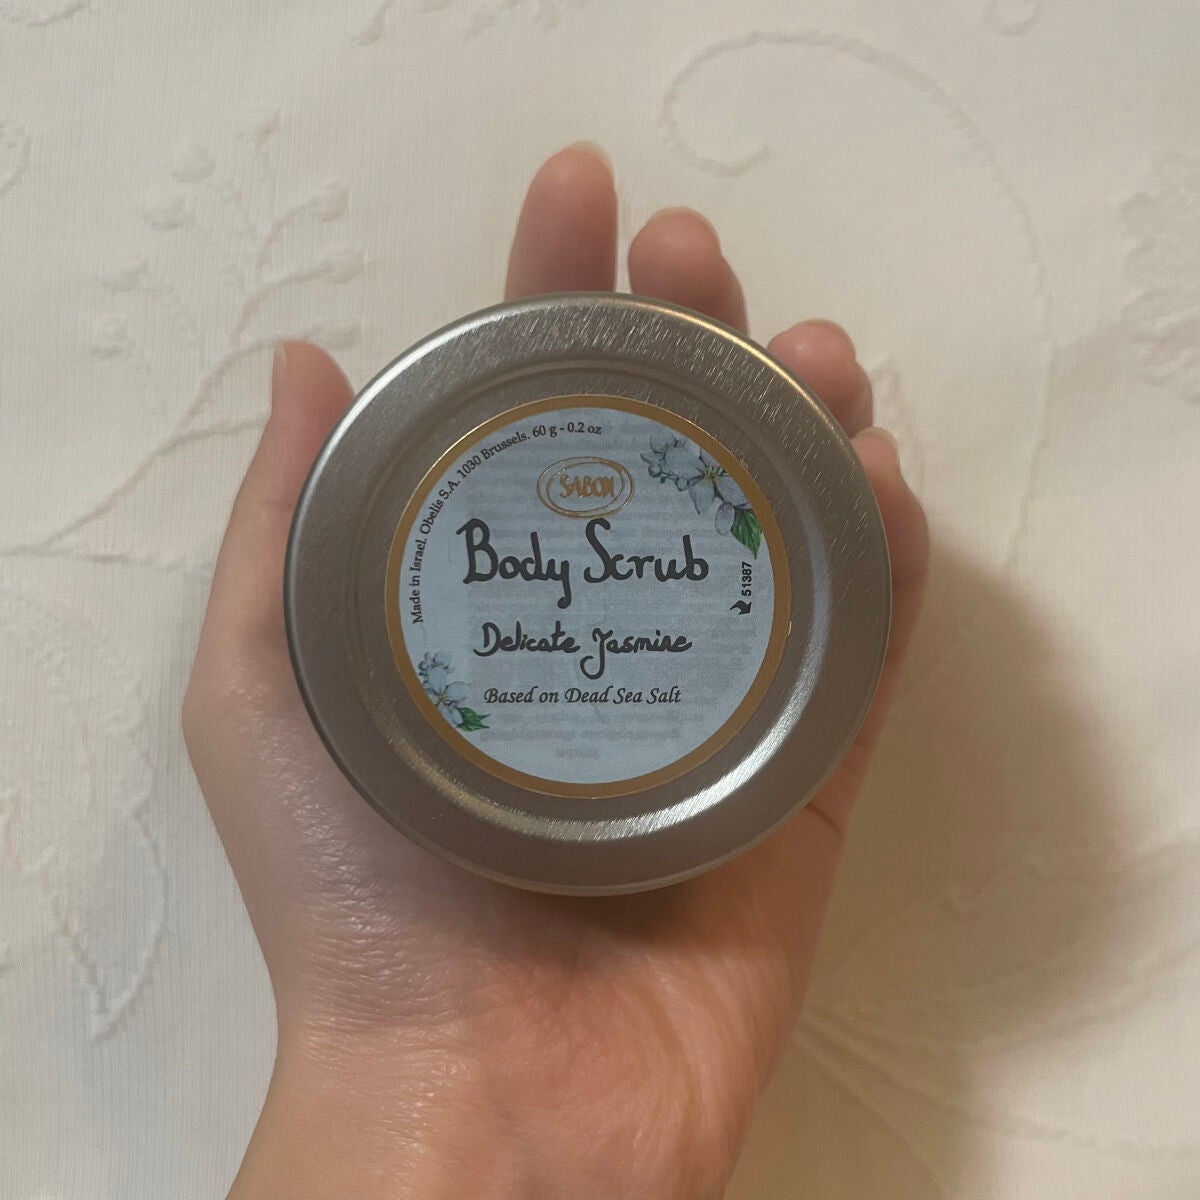 Made in Israel. Obelis S.A. 1030 Brussels. 60 g - 0.2 oz
SABON
Body Scrub
51387
Delicate Jasmine
Based on Dead Sea Salt